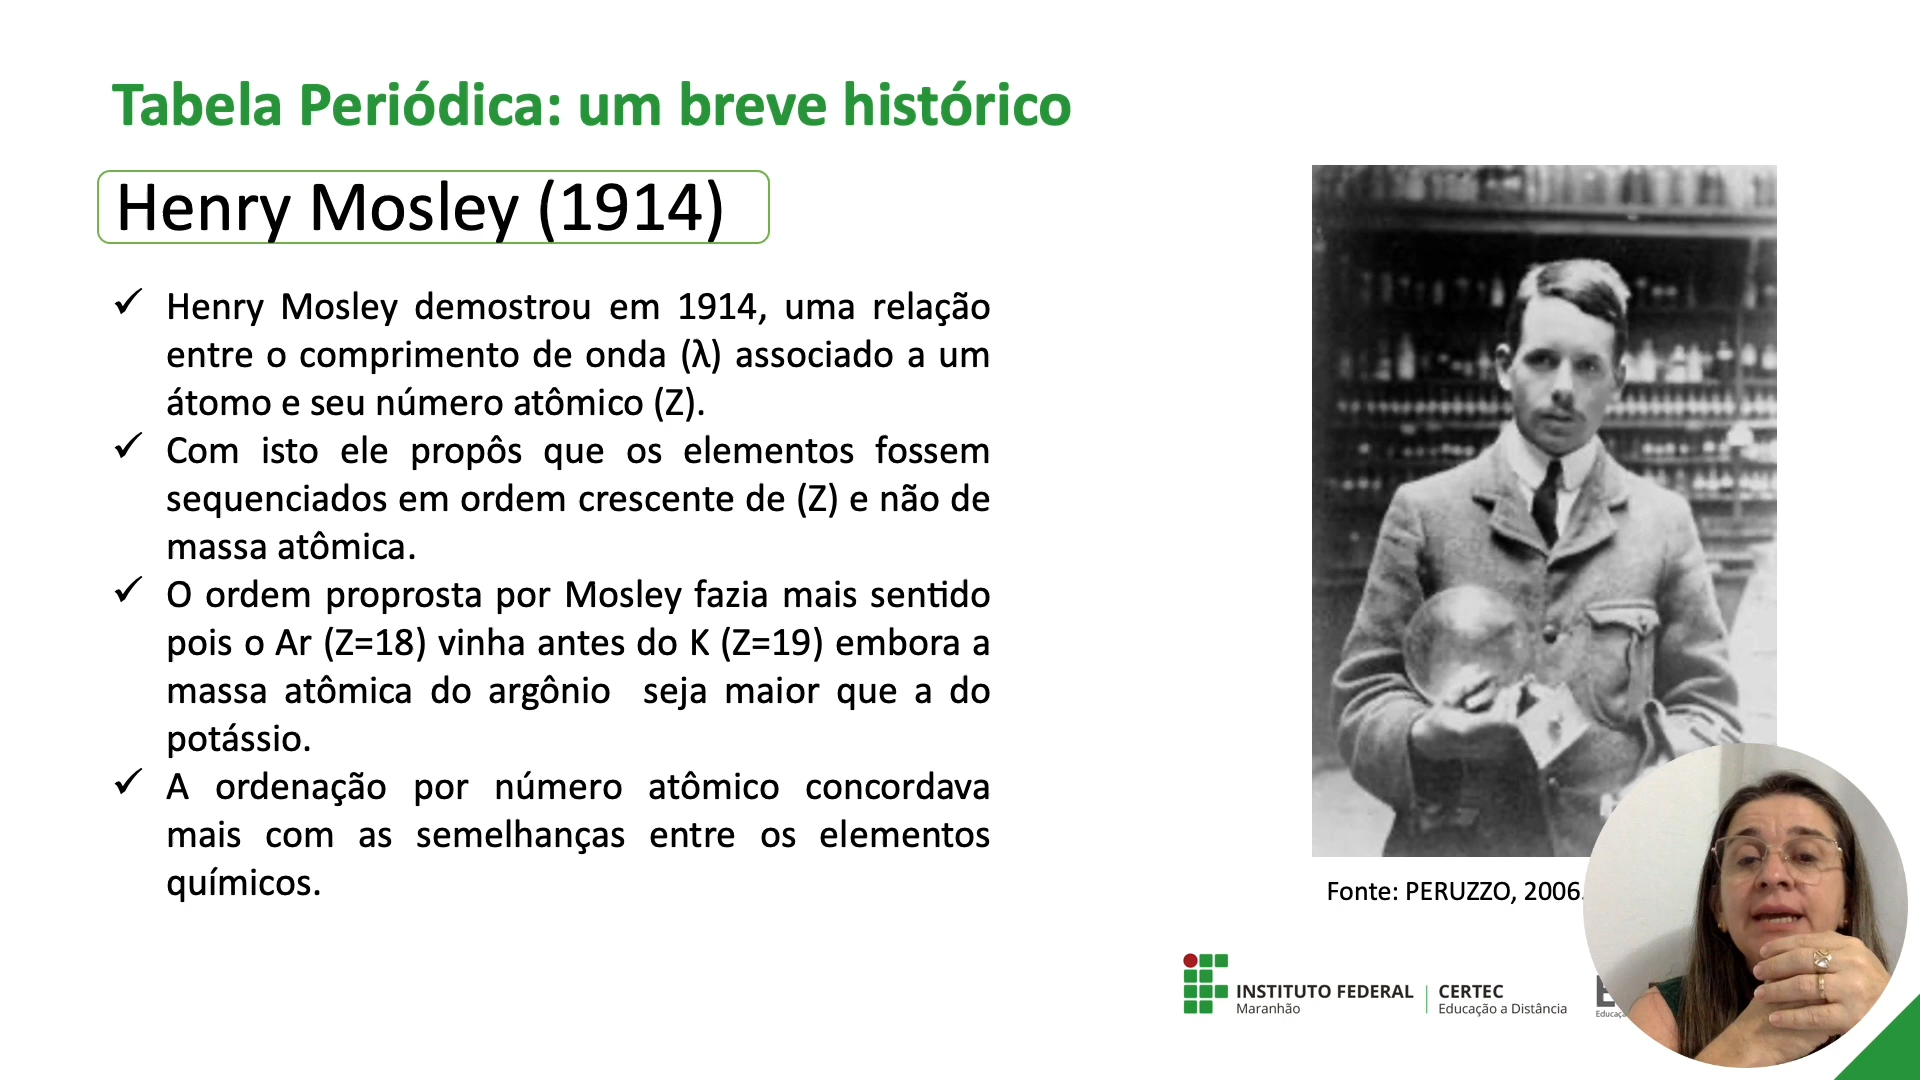 Tabela Periódica: um breve histórico
Henry Mosley (1914)
✓ Henry Mosley demostrou em 1914, uma relação
entre o comprimento de onda (λ) associado a um
átomo e seu número atômico (Z).
✓ Com isto ele propôs que os elementos fossem
sequenciados em ordem crescente de (Z) e não de
massa atômica.
✓ O ordem proprosta por Mosley fazia mais sentido
pois o Ar (Z=18) vinha antes do K (Z=19) embora a
massa atômica do argônio seja maior que a do
potássio.
✓ A ordenação por número atômico concordava
mais com as semelhanças entre os elementos
químicos.
Fonte: PERUZZO, 2006.
INSTITUTO FEDERAL
Maranhão
CERTEC
Educação a Distância